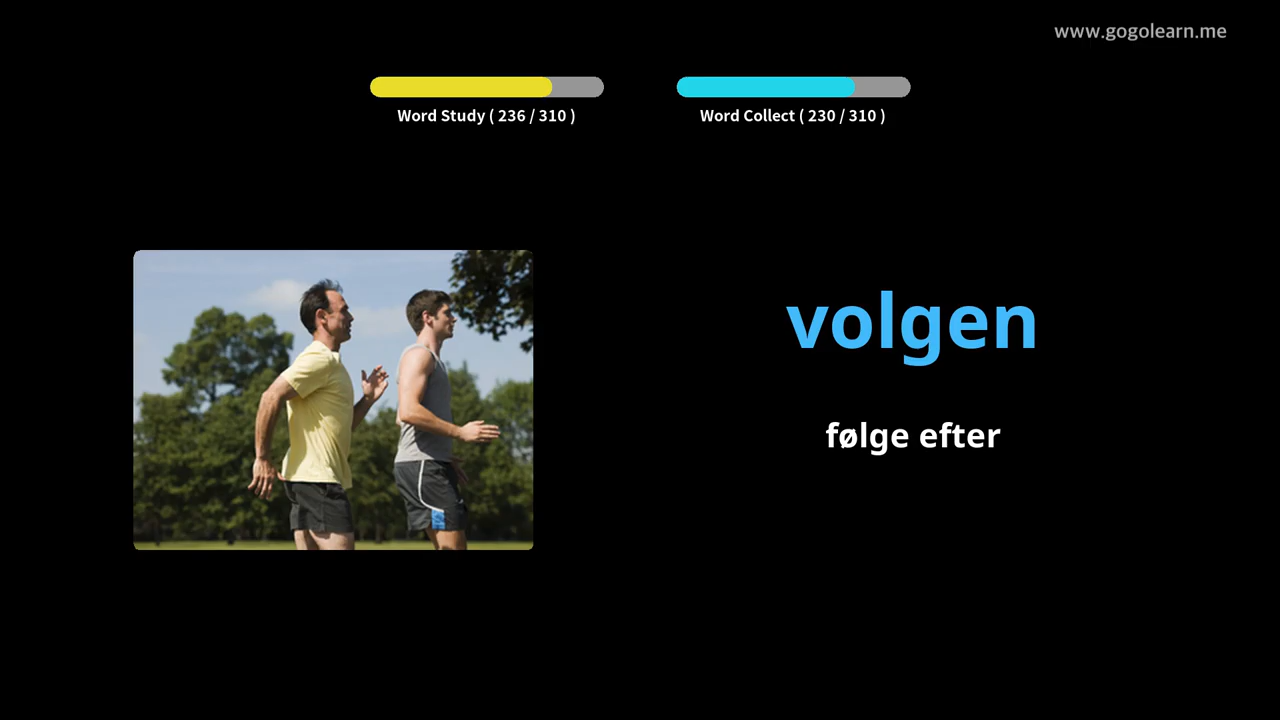 www.gogolearn.me
Word Study ( 236 / 310 )
Word Collect ( 230 / 310 )
volgen
følge efter